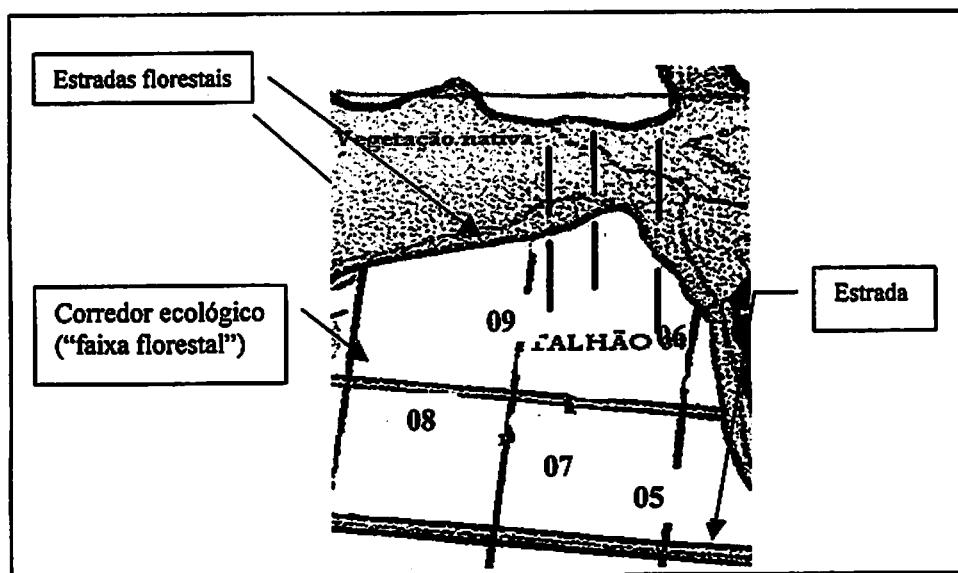 Estradas florestais
Vegetação nativa
Corredor ecológico
("faixa florestal")
Estrada
09
TALHÃO 06
08
07
05